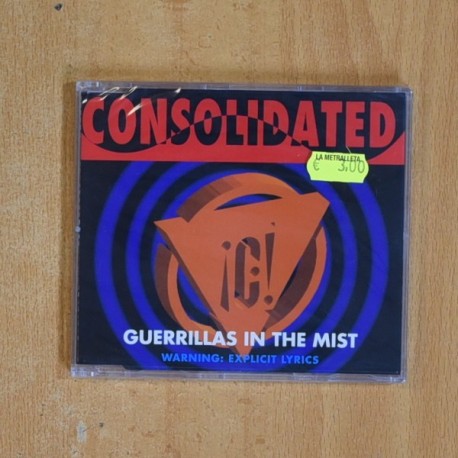 CONSOLIDATED
LA METRALLETA
€ 3,00
¡C!
GUERRILLAS IN THE MIST
WARNING: EXPLICIT LYRICS